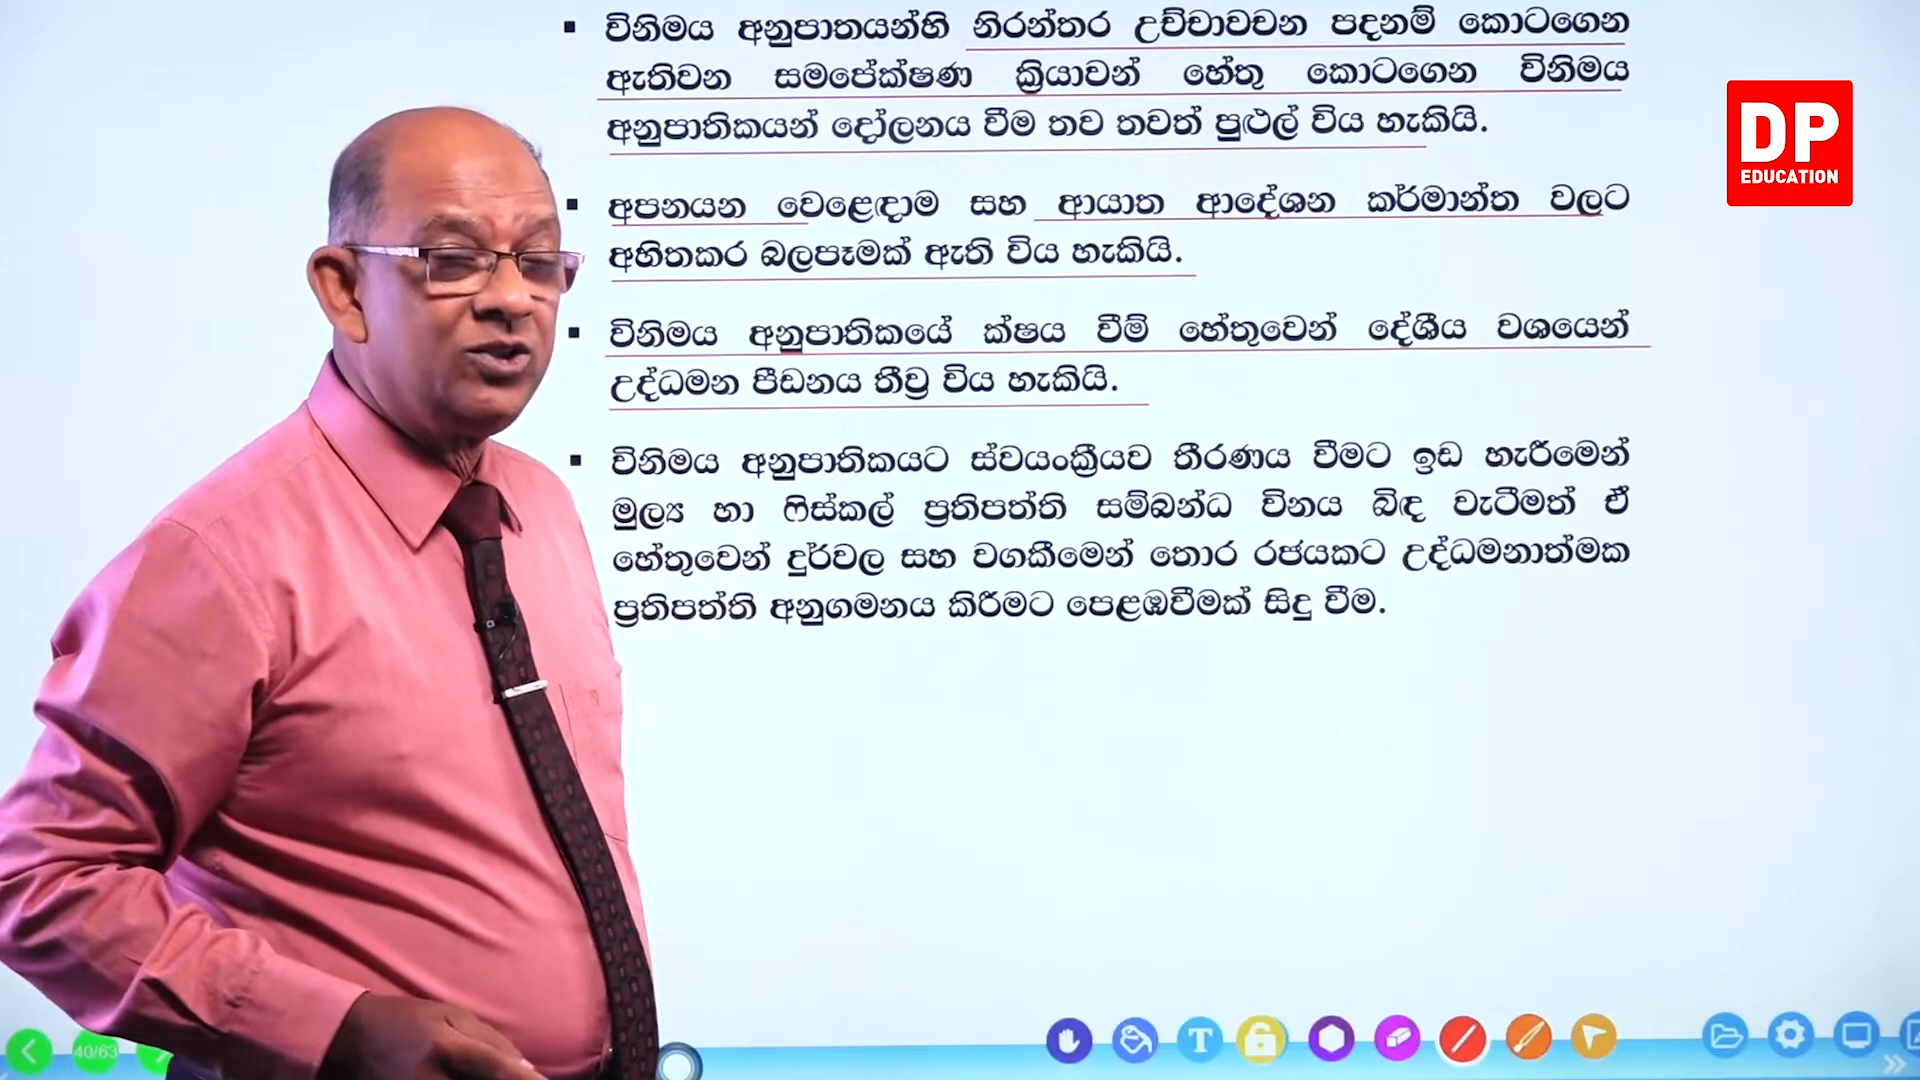 ▪ විනිමය අනුපාතයන්හි නිරන්තර උච්චාවචන පදනම් කොටගෙන
ඇතිවන සමපේක්ෂණ ක්‍රියාවන් හේතු කොටගෙන විනිමය
අනුපාතිකයන් දෝලනය වීම තව තවත් පුළුල් විය හැකියි.
▪ අපනයන වෙළෙඳාම සහ ආයාත ආදේශන කර්මාන්ත වලට
අහිතකර බලපෑමක් ඇති විය හැකියි.
▪ විනිමය අනුපාතිකයේ ක්ෂය වීම් හේතුවෙන් දේශීය වශයෙන්
උද්ධමන පීඩනය තීව්‍ර විය හැකියි.
▪ විනිමය අනුපාතිකයට ස්වයංක්‍රීයව තීරණය වීමට ඉඩ හැරීමෙන්
මුල්‍ය හා ෆිස්කල් ප්‍රතිපත්ති සම්බන්ධ විනය බිඳ වැටීමත් ඒ
හේතුවෙන් දුර්වල සහ වගකීමෙන් තොර රජයකට උද්ධමනාත්මක
ප්‍රතිපත්ති අනුගමනය කිරීමට පෙළඹවීමක් සිදු වීම.
DP
EDUCATION
40/63
T